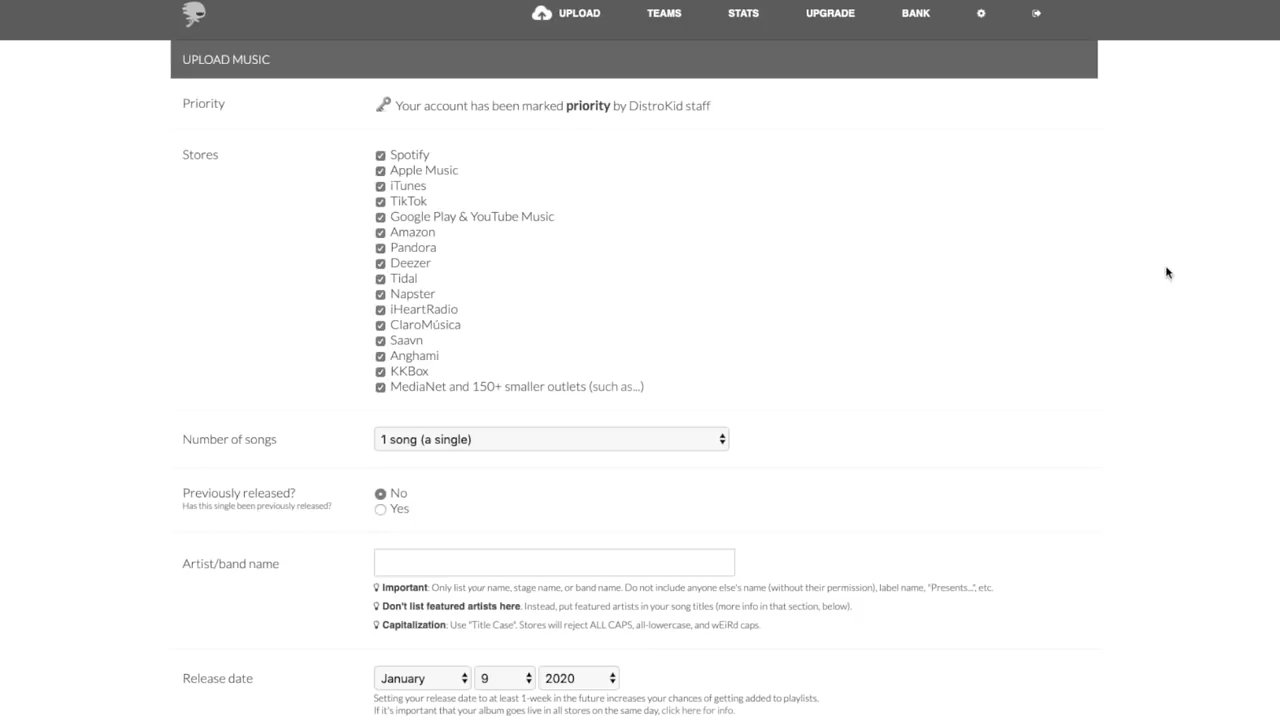 UPLOAD TEAMS STATS UPGRADE BANK
UPLOAD MUSIC
Priority
Your account has been marked priority by DistroKid staff
Stores
Spotify
Apple Music
iTunes
TikTok
Google Play & YouTube Music
Amazon
Pandora
Deezer
Tidal
Napster
iHeartRadio
ClaroMúsica
Saavn
Anghami
KKBox
MediaNet and 150+ smaller outlets (such as...)
Number of songs
1 song (a single)
Previously released?
Has this single been previously released?
No
Yes
Artist/band name
Important: Only list your name, stage name, or band name. Do not include anyone else's name (without their permission), label name, "Presents...", etc.
Don't list featured artists here. Instead, put featured artists in your song titles (more info in that section, below).
Capitalization: Use "Title Case". Stores will reject ALL CAPS, all-lowercase, and wEiRd caps.
Release date
January 9 2020
Setting your release date to at least 1-week in the future increases your chances of getting added to playlists.
If it's important that your album goes live in all stores on the same day, click here for info.